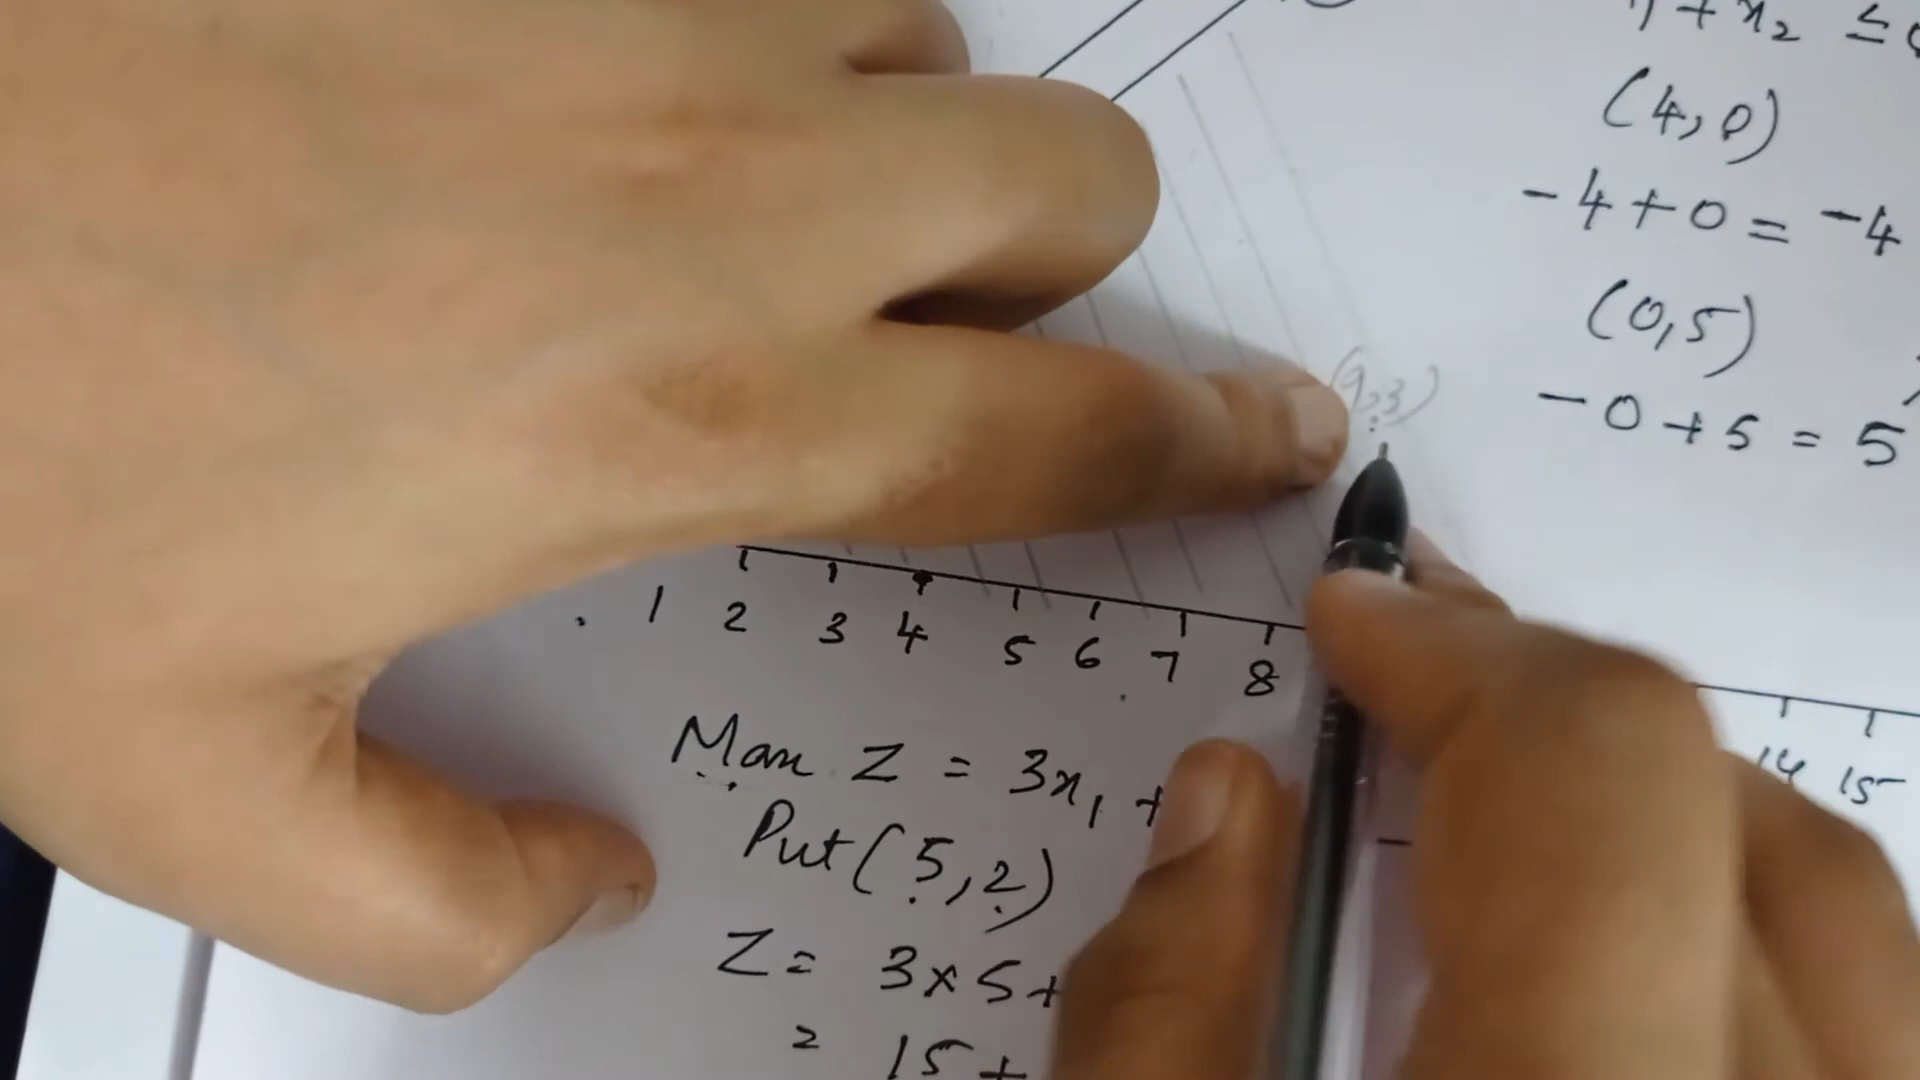 + x₂ ≤
(4, 0)
-4 + 0 = -4
(0, 5)
-0 + 5 = 5
(9, 3)
1 2 3 4 5 6 7 8 14 15
Max Z = 3x₁ +
Put (5, 2)
Z = 3 × 5 +
= 15 +